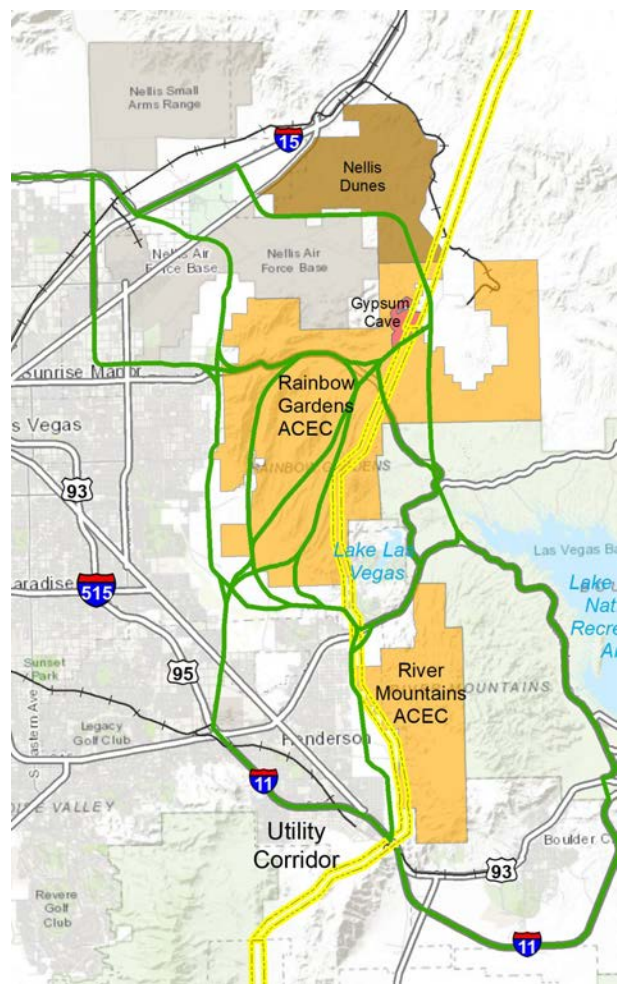 Nellis Small
Arms Range
15
Nellis
Dunes
Nellis Air
Force Base
Nellis Air
Force Base
Gypsum
Cave
Sunrise Manor
Rainbow
Gardens
ACEC
RAINBOW GARDENS
s Vegas
93
Lake Las
Vegas
Las Vegas Ba
515
aradise
Lake
Nat
Recre
A
95
Sunset
Park
River
Mountains
ACEC
MOUNTAINS
S Eastern Ave
Legacy
Golf Club
Henderson
11
VALLEY
Utility
Corridor
Boulder C
93
Revere
Golf
Club
11